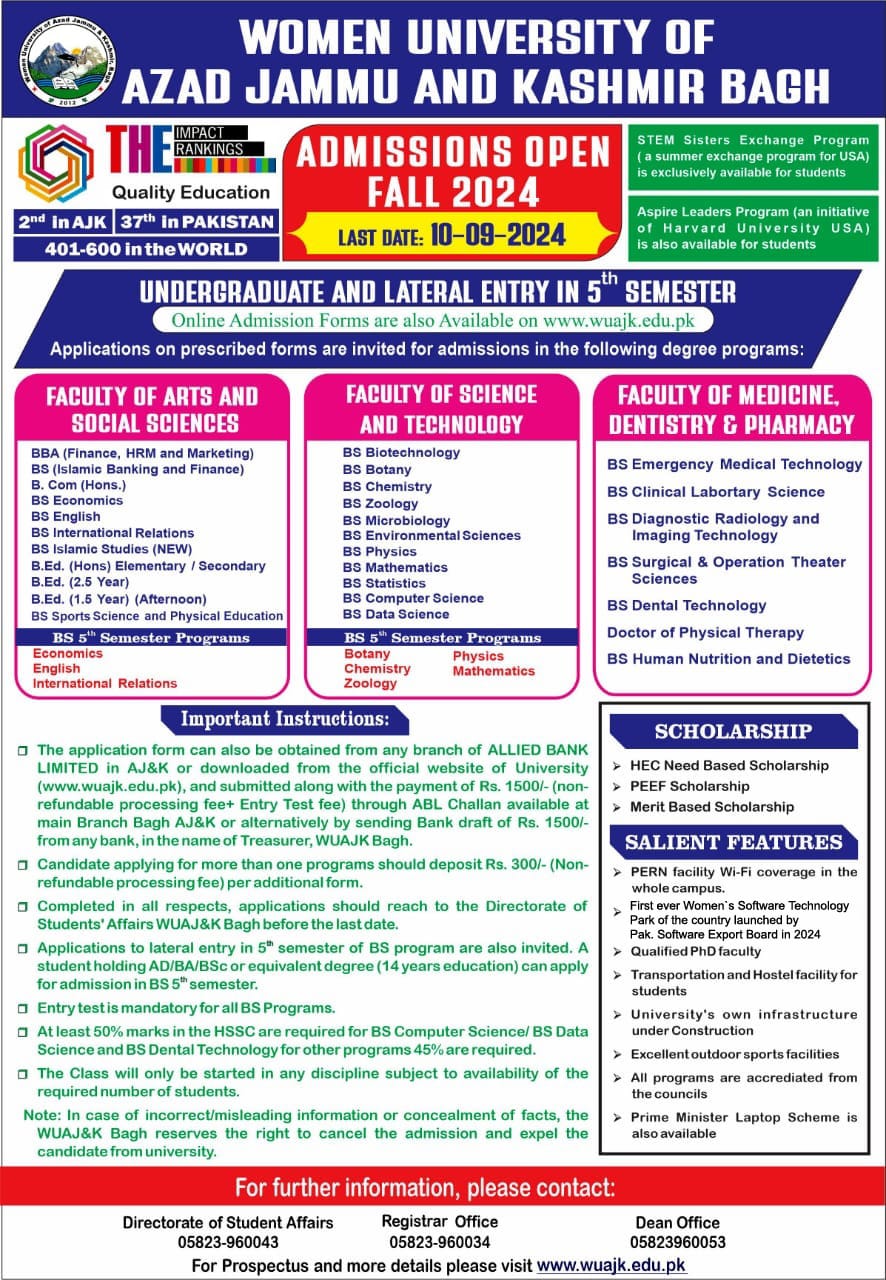 WOMEN UNIVERSITY OF
AZAD JAMMU AND KASHMIR BAGH
Women University of Azad Jammu & Kashmir Bagh
2013
THE IMPACT
RANKINGS
Quality Education
2nd in AJK
37th in PAKISTAN
401-600 in the WORLD
ADMISSIONS OPEN
FALL 2024
LAST DATE: 10-09-2024
STEM Sisters Exchange Program
( a summer exchange program for USA)
is exclusively available for students
Aspire Leaders Program (an initiative
of Harvard University USA)
is also available for students
UNDERGRADUATE AND LATERAL ENTRY IN 5th SEMESTER
Online Admission Forms are also Available on www.wuajk.edu.pk
Applications on prescribed forms are invited for admissions in the following degree programs:
FACULTY OF ARTS AND
SOCIAL SCIENCES
BBA (Finance, HRM and Marketing)
BS (Islamic Banking and Finance)
B. Com (Hons.)
BS Economics
BS English
BS International Relations
BS Islamic Studies (NEW)
B.Ed. (Hons) Elementary / Secondary
B.Ed. (2.5 Year)
B.Ed. (1.5 Year) (Afternoon)
BS Sports Science and Physical Education
BS 5th Semester Programs
Economics
English
International Relations
FACULTY OF SCIENCE
AND TECHNOLOGY
BS Biotechnology
BS Botany
BS Chemistry
BS Zoology
BS Microbiology
BS Environmental Sciences
BS Physics
BS Mathematics
BS Statistics
BS Computer Science
BS Data Science
BS 5th Semester Programs
Botany
Chemistry
Zoology
Physics
Mathematics
FACULTY OF MEDICINE,
DENTISTRY & PHARMACY
BS Emergency Medical Technology
BS Clinical Labortary Science
BS Diagnostic Radiology and
Imaging Technology
BS Surgical & Operation Theater
Sciences
BS Dental Technology
Doctor of Physical Therapy
BS Human Nutrition and Dietetics
Important Instructions:
The application form can also be obtained from any branch of ALLIED BANK
LIMITED in AJ&K or downloaded from the official website of University
(www.wuajk.edu.pk), and submitted along with the payment of Rs. 1500/- (non-
refundable processing fee+ Entry Test fee) through ABL Challan available at
main Branch Bagh AJ&K or alternatively by sending Bank draft of Rs. 1500/-
from any bank, in the name of Treasurer, WUAJK Bagh.
Candidate applying for more than one programs should deposit Rs. 300/- (Non-
refundable processing fee) per additional form.
Completed in all respects, applications should reach to the Directorate of
Students' Affairs WUAJ&K Bagh before the last date.
Applications to lateral entry in 5th semester of BS program are also invited. A
student holding AD/BA/BSc or equivalent degree (14 years education) can apply
for admission in BS 5th semester.
Entry test is mandatory for all BS Programs.
At least 50% marks in the HSSC are required for BS Computer Science/ BS Data
Science and BS Dental Technology for other programs 45% are required.
The Class will only be started in any discipline subject to availability of the
required number of students.
Note: In case of incorrect/misleading information or concealment of facts, the
WUAJ&K Bagh reserves the right to cancel the admission and expel the
candidate from university.
SCHOLARSHIP
HEC Need Based Scholarship
PEEF Scholarship
Merit Based Scholarship
SALIENT FEATURES
PERN facility Wi-Fi coverage in the
whole campus.
First ever Women`s Software Technology
Park of the country launched by
Pak. Software Export Board in 2024
Qualified PhD faculty
Transportation and Hostel facility for
students
University's own infrastructure
under Construction
Excellent outdoor sports facilities
All programs are accrediated from
the councils
Prime Minister Laptop Scheme is
also available
For further information, please contact:
Directorate of Student Affairs
05823-960043
Registrar Office
05823-960034
Dean Office
05823960053
For Prospectus and more details please visit www.wuajk.edu.pk